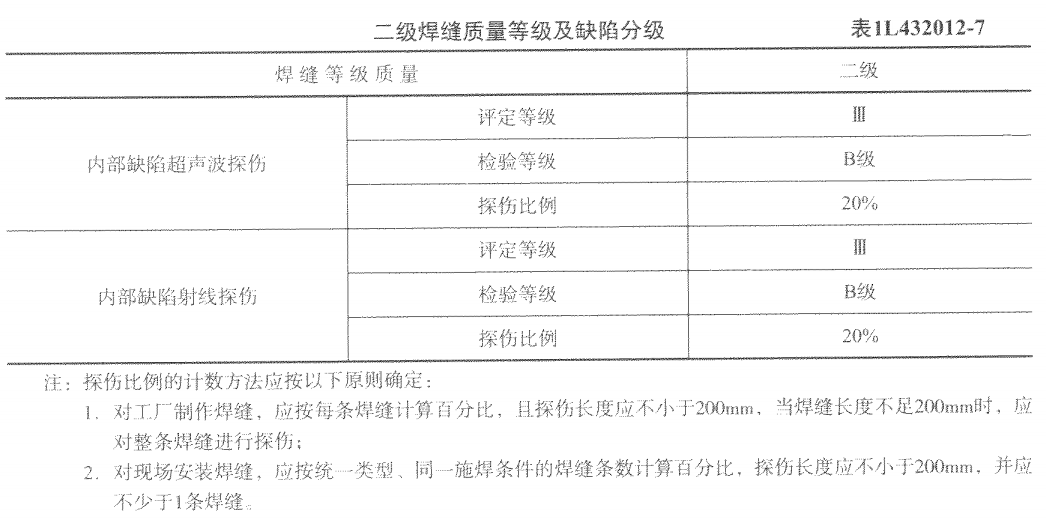 二级焊缝质量等级及缺陷分级 表1L432012-7
焊缝等级质量 二级
内部缺陷超声波探伤 评定等级 Ⅲ
检验等级 B级
探伤比例 20%
内部缺陷射线探伤 评定等级 Ⅲ
检验等级 B级
探伤比例 20%
注：探伤比例的计数方法应按以下原则确定：
1. 对工厂制作焊缝，应按每条焊缝计算百分比，且探伤长度应不小于200mm，当焊缝长度不足200mm时，应
对整条焊缝进行探伤；
2. 对现场安装焊缝，应按统一类型、同一施焊条件的焊缝条数计算百分比，探伤长度应不小于200mm，并应
不少于1条焊缝。